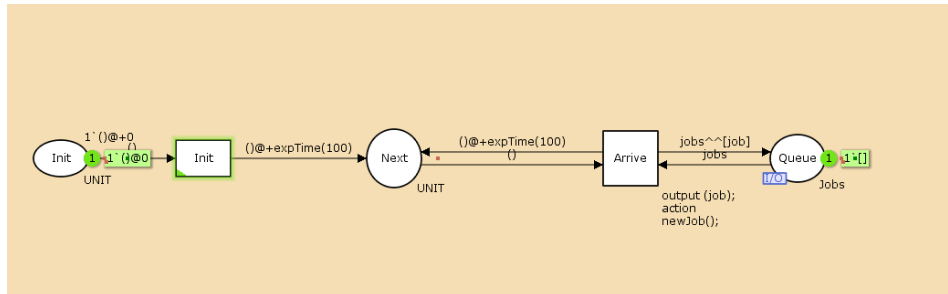 1`()@+0
()
Init
1
1`()@0
UNIT
Init
()@+expTime(100)
Next
UNIT
()@+expTime(100)
()
Arrive
output (job);
action
newJob();
jobs^^[job]
jobs
Queue
1
1`[]
I/O
Jobs